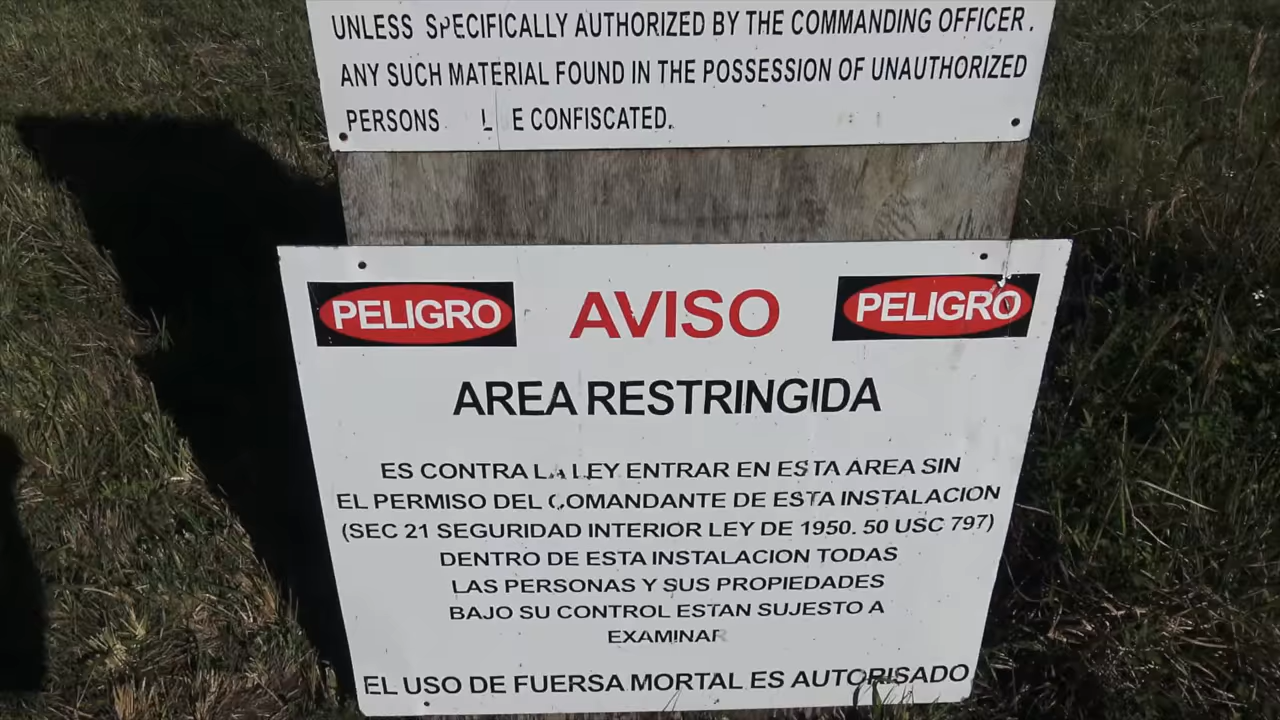 UNLESS SPECIFICALLY AUTHORIZED BY THE COMMANDING OFFICER.
ANY SUCH MATERIAL FOUND IN THE POSSESSION OF UNAUTHORIZED
PERSONS E CONFISCATED.
PELIGRO AVISO PELIGRO
AREA RESTRINGIDA
ES CONTRA LA LEY ENTRAR EN ESTA AREA SIN
EL PERMISO DEL COMANDANTE DE ESTA INSTALACION
(SEC 21 SEGURIDAD INTERIOR LEY DE 1950. 50 USC 797)
DENTRO DE ESTA INSTALACION TODAS
LAS PERSONAS Y SUS PROPIEDADES
BAJO SU CONTROL ESTAN SUJESTO A
EXAMINAR
EL USO DE FUERSA MORTAL ES AUTORISADO